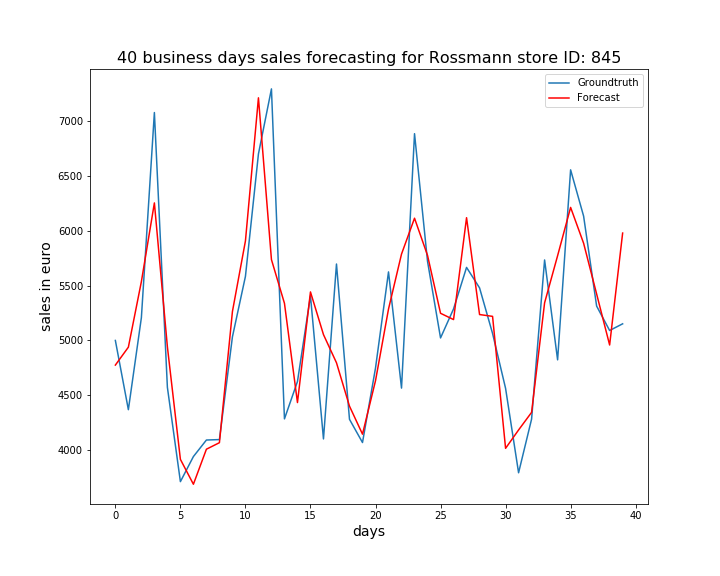 40 business days sales forecasting for Rossmann store ID: 845
Groundtruth
Forecast
sales in euro
7000
6500
6000
5500
5000
4500
4000
0 5 10 15 20 25 30 35 40
days